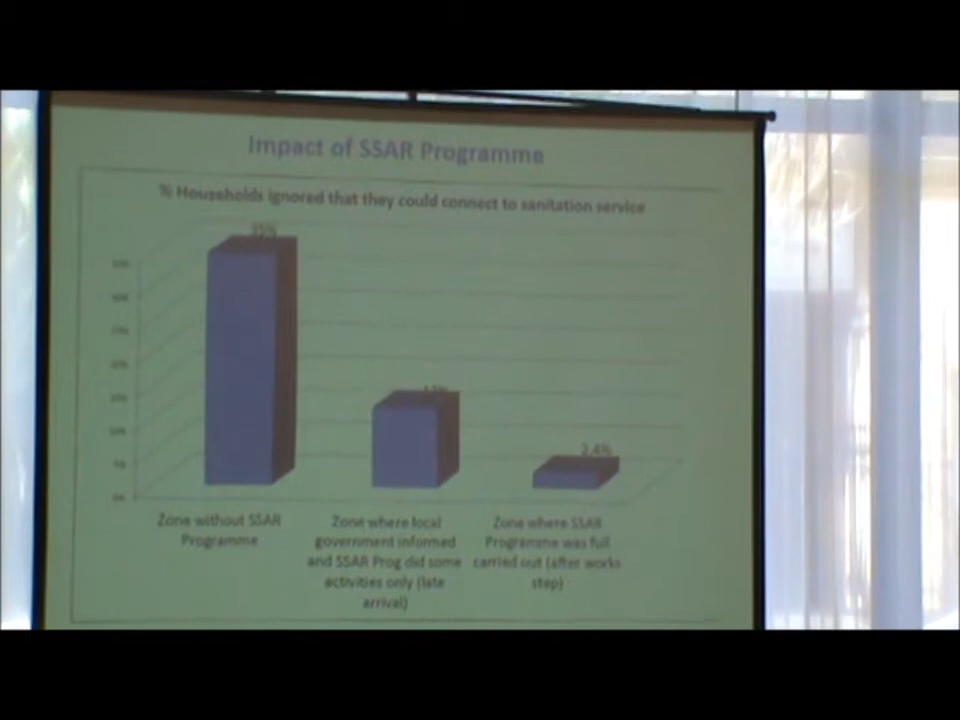 Impact of SSAR Programme
% Households ignored that they could connect to sanitation service
35%
2,4%
Zone without SSAR
Programme
Zone where local
government informed
and SSAR Prog did some
activities only (late
arrival)
Zone where SSAR
Programme was full
carried out (after works
step)